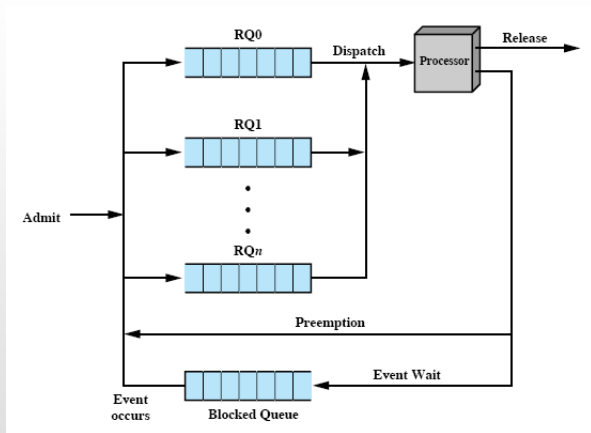 RQ0
Dispatch
Release
Processor
RQ1
Admit
RQn
Preemption
Event Wait
Event
occurs
Blocked Queue